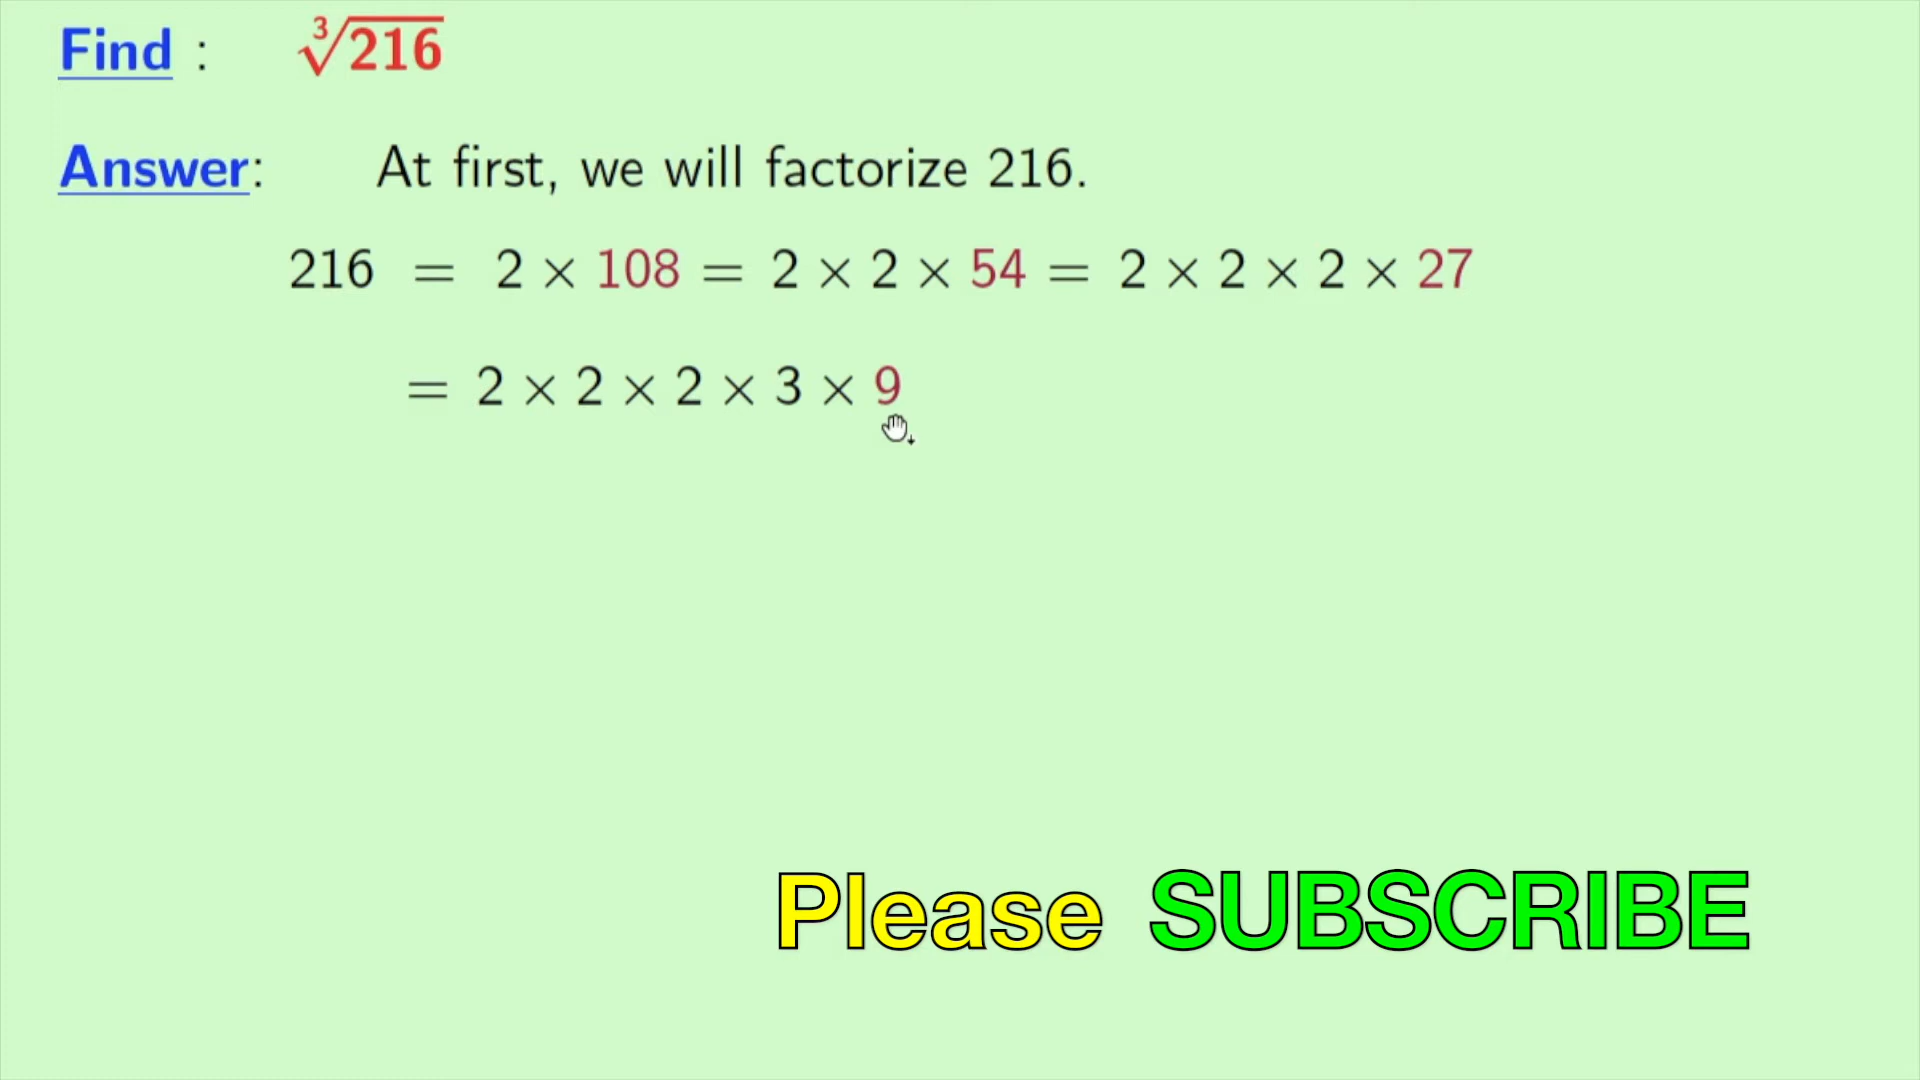 Find : ∛216
Answer: At first, we will factorize 216.
216 = 2 × 108 = 2 × 2 × 54 = 2 × 2 × 2 × 27
= 2 × 2 × 2 × 3 × 9
Please SUBSCRIBE